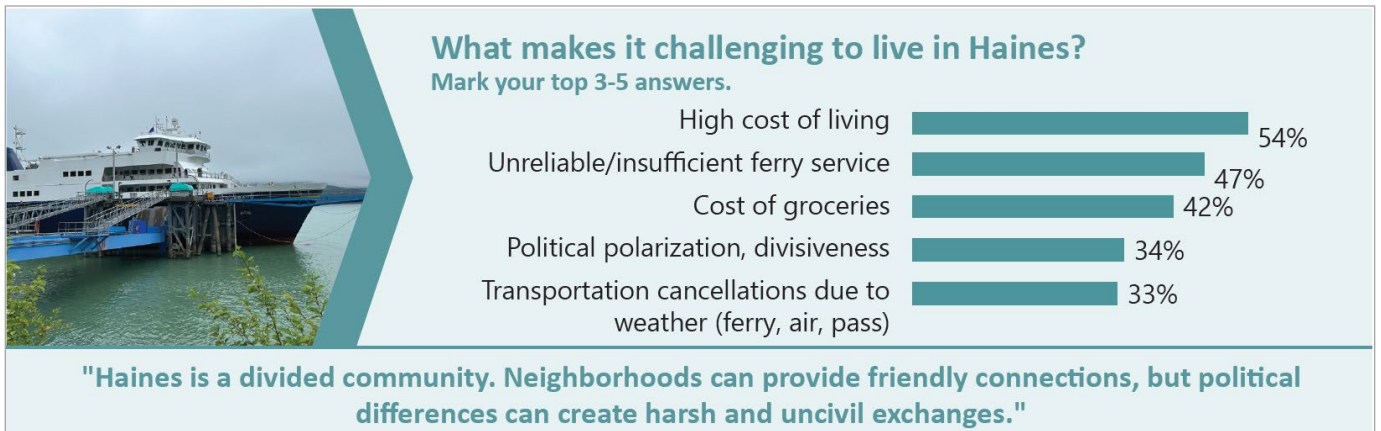 What makes it challenging to live in Haines?
Mark your top 3-5 answers.
High cost of living
54%
Unreliable/insufficient ferry service
47%
Cost of groceries
42%
Political polarization, divisiveness
34%
Transportation cancellations due to
weather (ferry, air, pass)
33%
"Haines is a divided community. Neighborhoods can provide friendly connections, but political
differences can create harsh and uncivil exchanges."